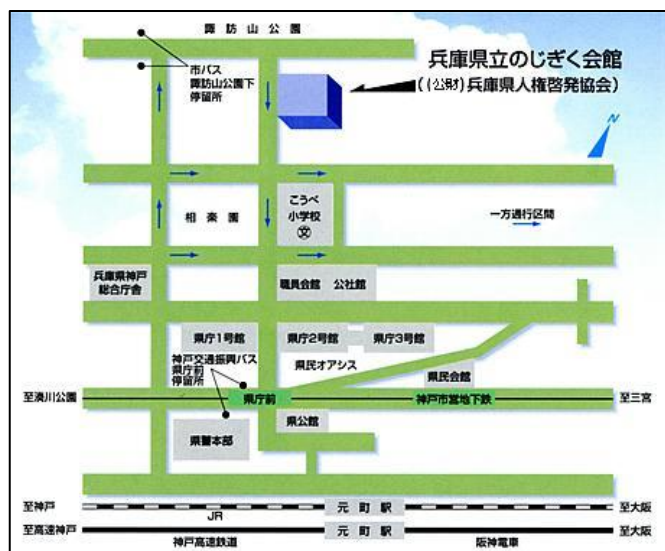 諏訪山公園
兵庫県立のじぎく会館
((公財)兵庫県人権啓発協会)
市バス
諏訪山公園下
停留所
N
こうべ
小学校
文
相楽園
一方通行区間
兵庫県神戸
総合庁舎
職員会館 公社館
県庁1号館
県庁2号館
県庁3号館
神戸交通振興バス
県庁前
停留所
県民オアシス
県民会館
至湊川公園
県庁前
神戸市営地下鉄
至三宮
県公館
県警本部
至神戸
JR
元町駅
至大阪
至高速神戸
神戸高速鉄道
元町駅
阪神電車
至大阪